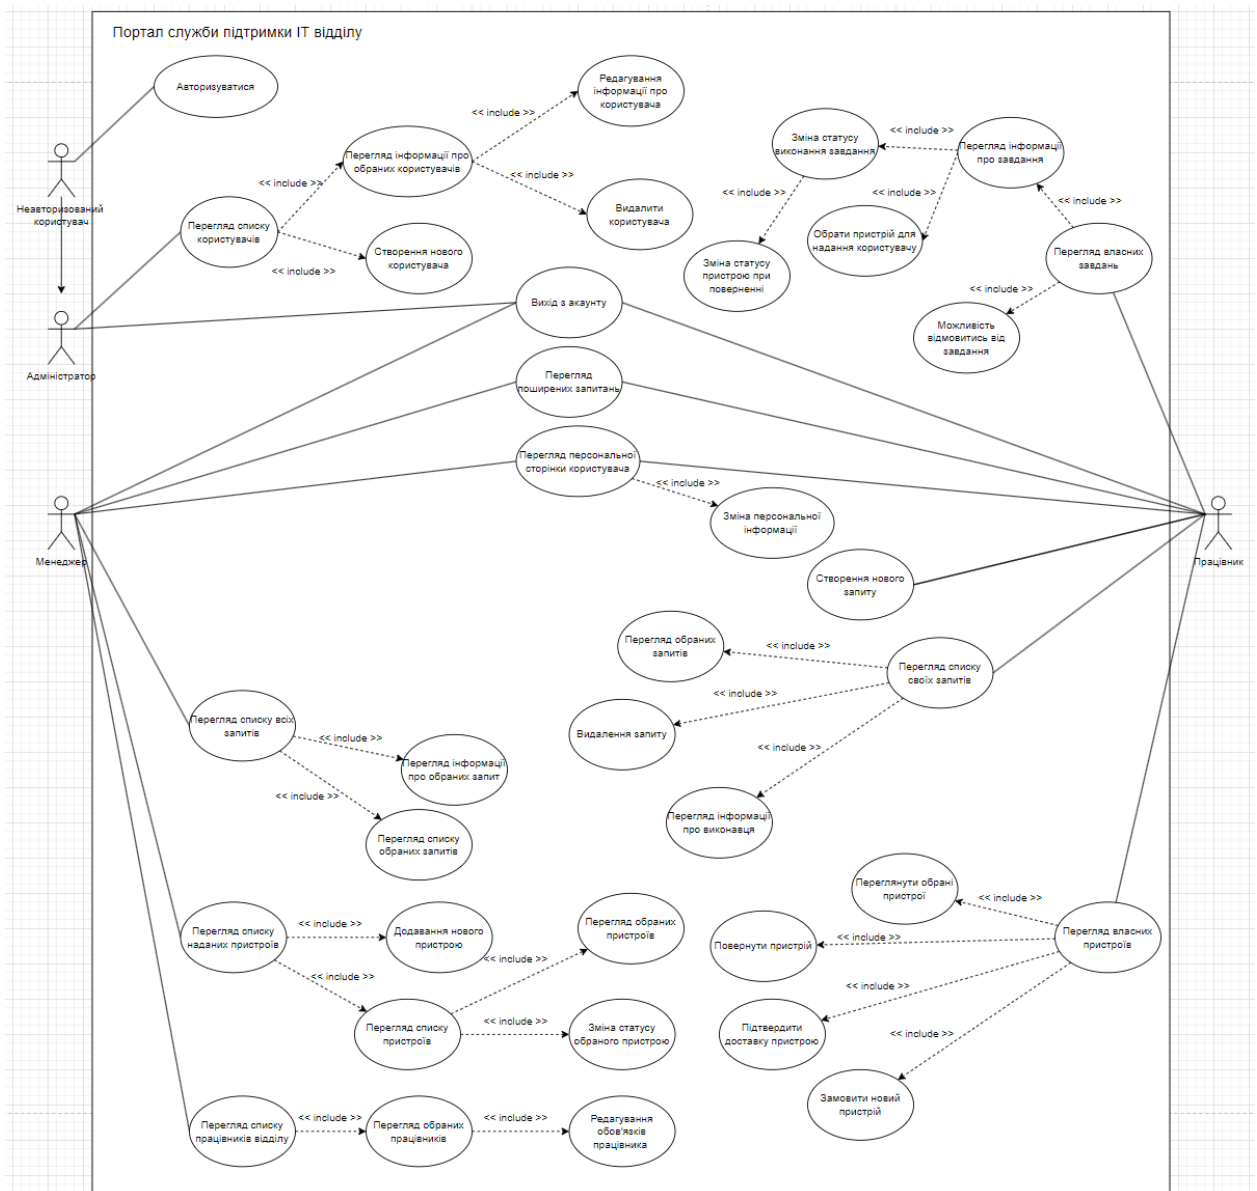 Портал служби підтримки ІТ відділу
Авторизуватися
Редагування
інформації про
користувача
<< include >>
Перегляд інформації про
обраних користувачів
<< include >>
<< include >>
Видалити
користувача
Перегляд списку
користувачів
Створення нового
користувача
<< include >>
Неавторизований
користувач
Зміна статусу
виконання завдання
<< include >>
Перегляд інформації
про завдання
<< include >>
<< include >>
<< include >>
Обрати пристрій для
надання користувачу
Перегляд власних
завдань
Зміна статусу
пристрою при
поверненні
<< include >>
Можливість
відмовитись від
завдання
Вихід з акаунту
Адміністратор
Перегляд
поширених запитань
Перегляд персональної
сторінки користувача
<< include >>
Зміна персональної
інформації
Менеджер
Працівник
Створення нового
запиту
Перегляд обраних
запитів
<< include >>
Перегляд списку
своїх запитів
<< include >>
Видалення запиту
<< include >>
Перегляд інформації
про виконавця
Перегляд списку всіх
запитів
<< include >>
Перегляд інформації
про обраних запит
<< include >>
Перегляд списку
обраних запитів
Переглянути обрані
пристрої
<< include >>
Перегляд власних
пристроїв
<< include >>
Повернути пристрій
<< include >>
Підтвердити
доставку пристрою
<< include >>
Замовити новий
пристрій
Перегляд списку
наданих пристроїв
<< include >>
Додавання нового
пристрою
Перегляд обраних
пристроїв
<< include >>
<< include >>
Перегляд списку
пристроїв
<< include >>
Зміна статусу
обраного пристрою
Перегляд списку
працівників відділу
<< include >>
Перегляд обраних
працівників
<< include >>
Редагування
обов'язків
працівника